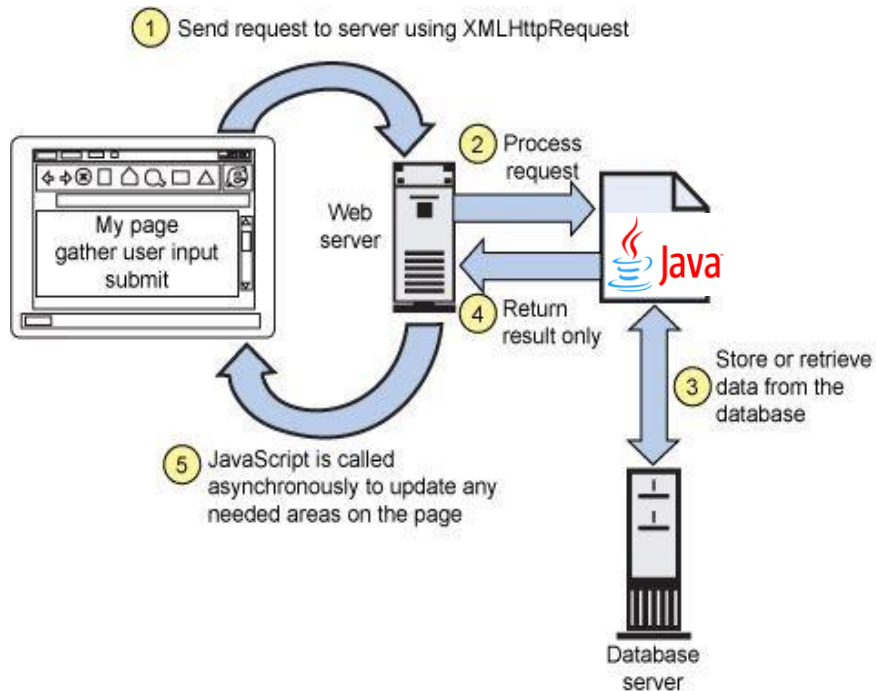 1 Send request to server using XMLHttpRequest
2 Process
request
My page
gather user input
submit
Web
server
Java
4 Return
result only
3 Store or retrieve
data from the
database
5 JavaScript is called
asynchronously to update any
needed areas on the page
Database
server